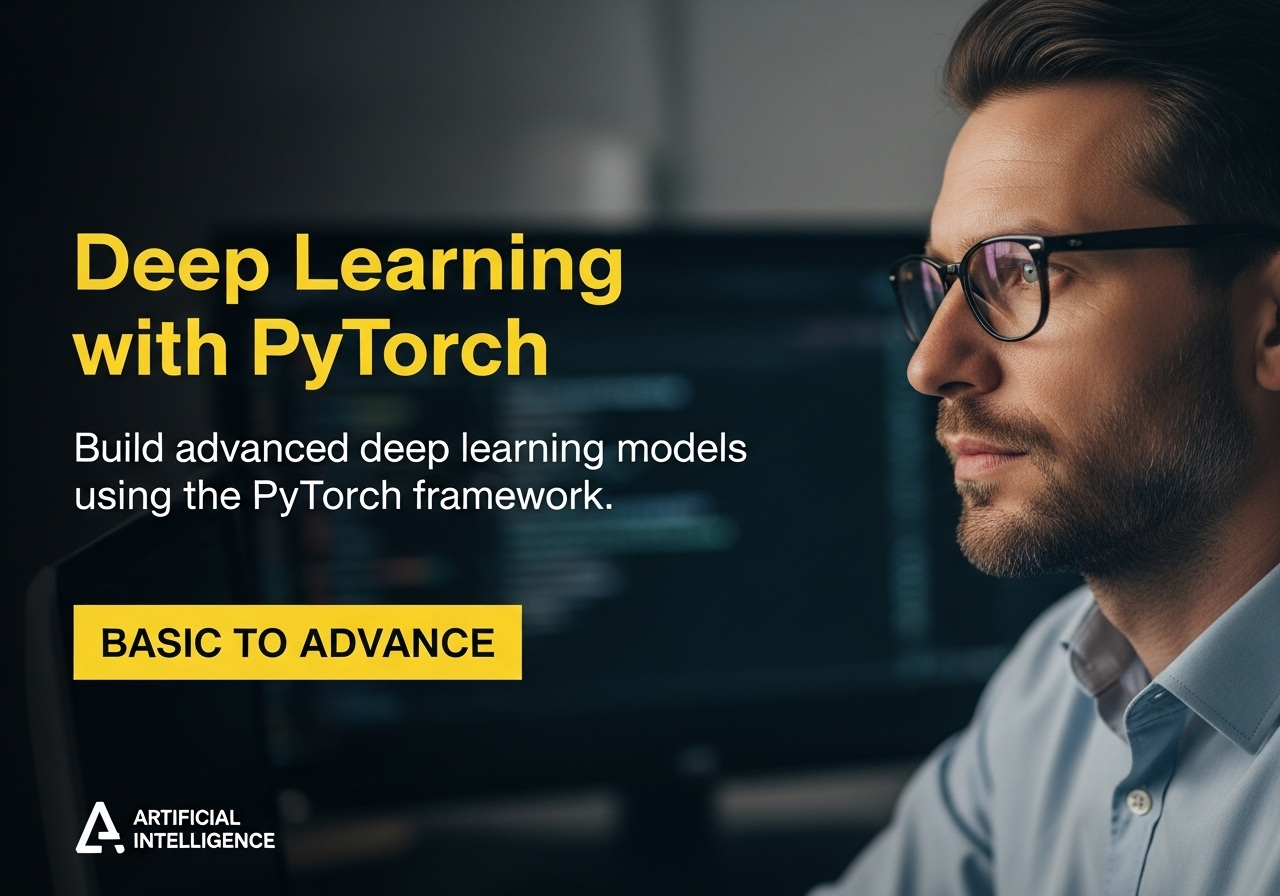 Deep Learning
with PyTorch
Build advanced deep learning models
using the PyTorch framework.
BASIC TO ADVANCE
ARTIFICIAL
INTELLIGENCE